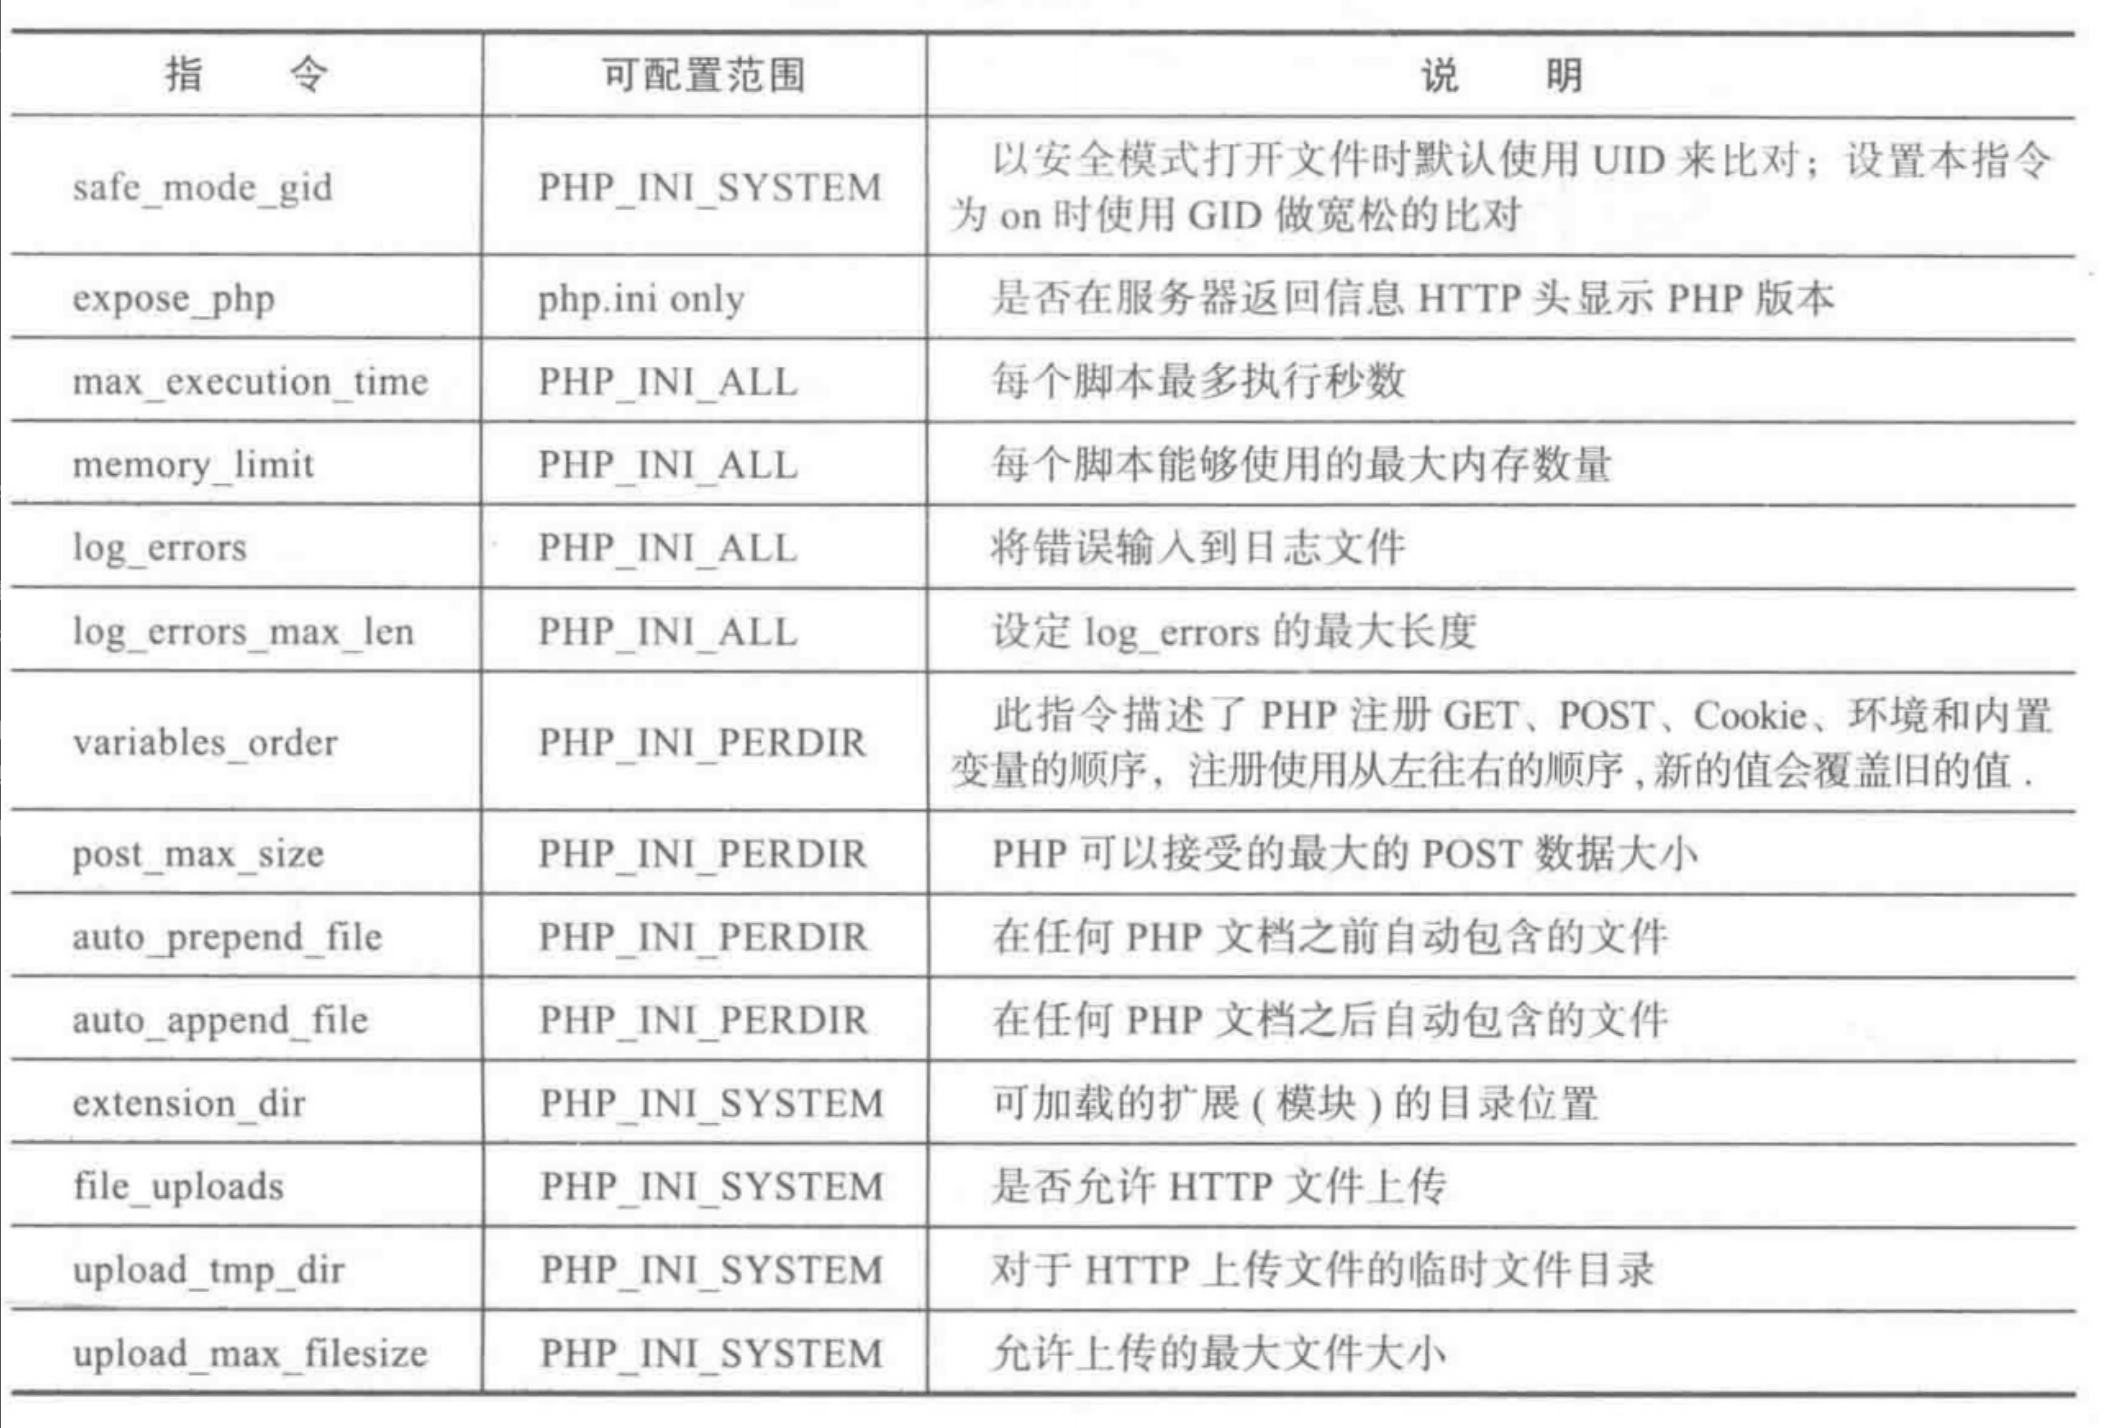 指 令 可配置范围 说 明
以安全模式打开文件时默认使用 UID 来比对；设置本指令
safe_mode_gid PHP_INI_SYSTEM
为 on 时使用 GID 做宽松的比对
expose_php php.ini only 是否在服务器返回信息 HTTP 头显示 PHP 版本
max_execution_time PHP_INI_ALL 每个脚本最多执行秒数
memory_limit PHP_INI_ALL 每个脚本能够使用的最大内存数量
log_errors PHP_INI_ALL 将错误输入到日志文件
log_errors_max_len PHP_INI_ALL 设定 log_errors 的最大长度
此指令描述了 PHP 注册 GET、POST、Cookie、环境和内置
variables_order PHP_INI_PERDIR
变量的顺序，注册使用从左往右的顺序 , 新的值会覆盖旧的值 .
post_max_size PHP_INI_PERDIR PHP 可以接受的最大的 POST 数据大小
auto_prepend_file PHP_INI_PERDIR 在任何 PHP 文档之前自动包含的文件
auto_append_file PHP_INI_PERDIR 在任何 PHP 文档之后自动包含的文件
extension_dir PHP_INI_SYSTEM 可加载的扩展 ( 模块 ) 的目录位置
file_uploads PHP_INI_SYSTEM 是否允许 HTTP 文件上传
upload_tmp_dir PHP_INI_SYSTEM 对于 HTTP 上传文件的临时文件目录
upload_max_filesize PHP_INI_SYSTEM 允许上传的最大文件大小